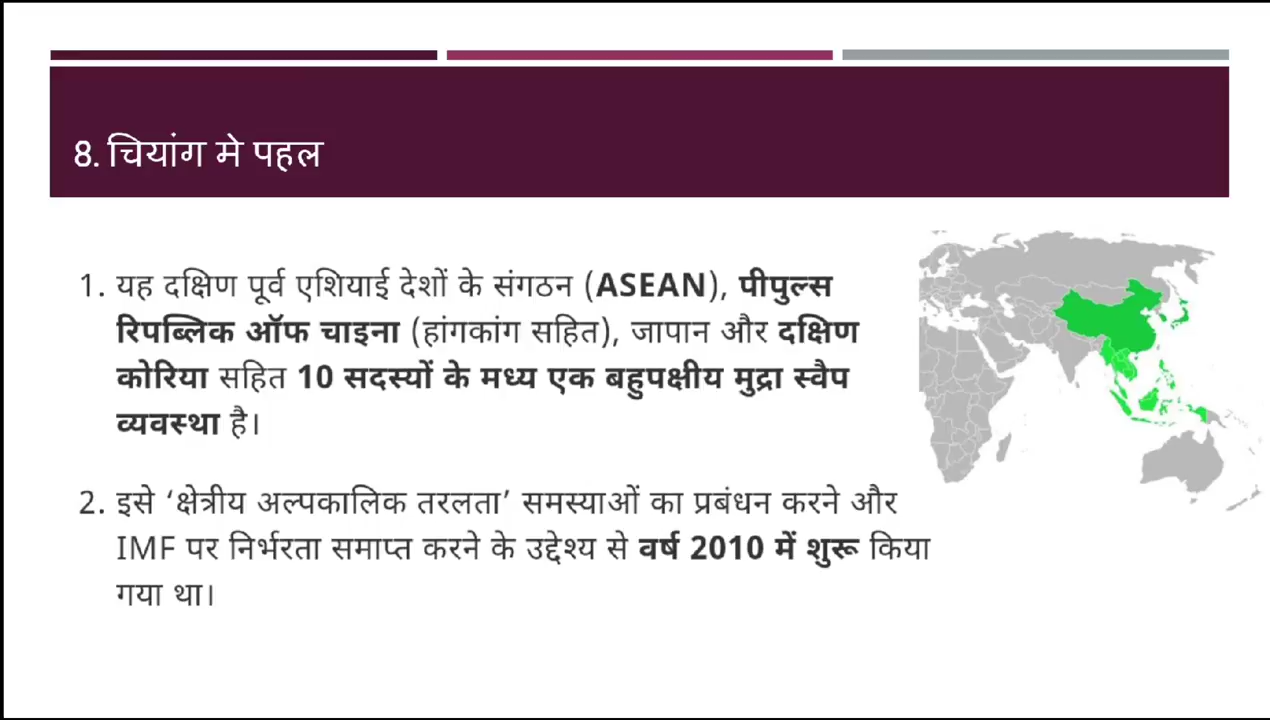 8. चियांग मे पहल
1. यह दक्षिण पूर्व एशियाई देशों के संगठन (ASEAN), पीपुल्स
रिपब्लिक ऑफ चाइना (हांगकांग सहित), जापान और दक्षिण
कोरिया सहित 10 सदस्यों के मध्य एक बहुपक्षीय मुद्रा स्वैप
व्यवस्था है।
2. इसे ‘क्षेत्रीय अल्पकालिक तरलता’ समस्याओं का प्रबंधन करने और
IMF पर निर्भरता समाप्त करने के उद्देश्य से वर्ष 2010 में शुरू किया
गया था।